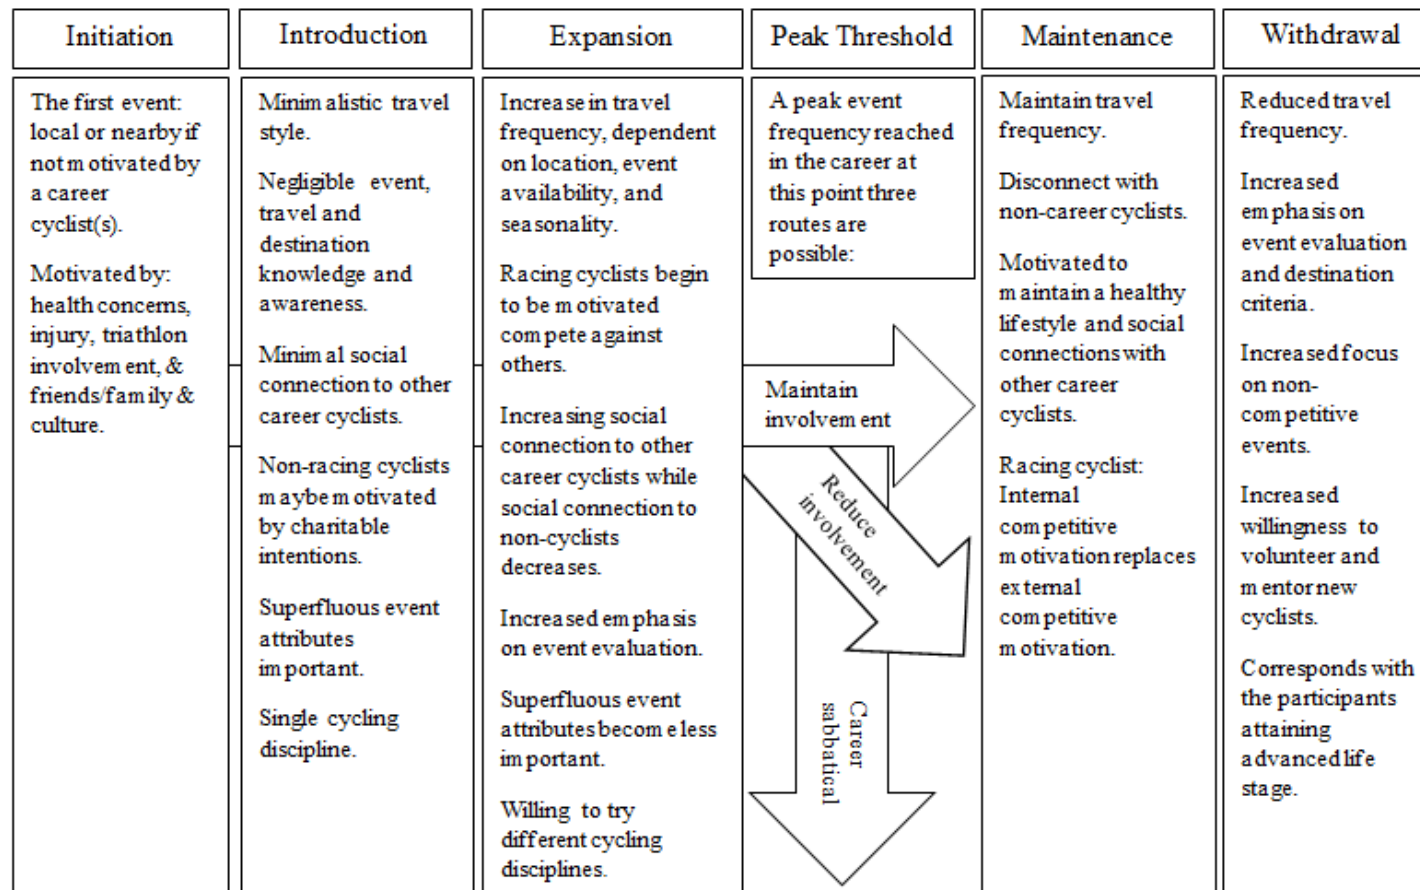 Initiation
Introduction
Expansion
Peak Threshold
Maintenance
Withdrawal
The first event:
local or nearby if
not motivated by
a career
cyclist(s).
Motivated by:
health concerns,
injury, triathlon
involvement, &
friends/family &
culture.
Minimalistic travel
style.
Negligible event,
travel and
destination
knowledge and
awareness.
Minimal social
connection to other
career cyclists.
Non-racing cyclists
maybe motivated
by charitable
intentions.
Superfluous event
attributes
important.
Single cycling
discipline.
Increase in travel
frequency, dependent
on location, event
availability, and
seasonality.
Racing cyclists begin
to be motivated
compete against
others.
Increasing social
connection to other
career cyclists while
social connection to
non-cyclists
decreases.
Increased emphasis
on event evaluation.
Superfluous event
attributes become less
important.
Willing to try
different cycling
disciplines.
A peak event
frequency reached
in the career at
this point three
routes are
possible:
Maintain
involvement
Reduce
involvement
Career
sabbatical
Maintain travel
frequency.
Disconnect with
non-career cyclists.
Motivated to
maintain a healthy
lifestyle and social
connections with
other career
cyclists.
Racing cyclist:
Internal
competitive
motivation replaces
external
competitive
motivation.
Reduced travel
frequency.
Increased
emphasis on
event evaluation
and destination
criteria.
Increased focus
on non-
competitive
events.
Increased
willingness to
volunteer and
mentor new
cyclists.
Corresponds with
the participants
attaining
advanced life
stage.